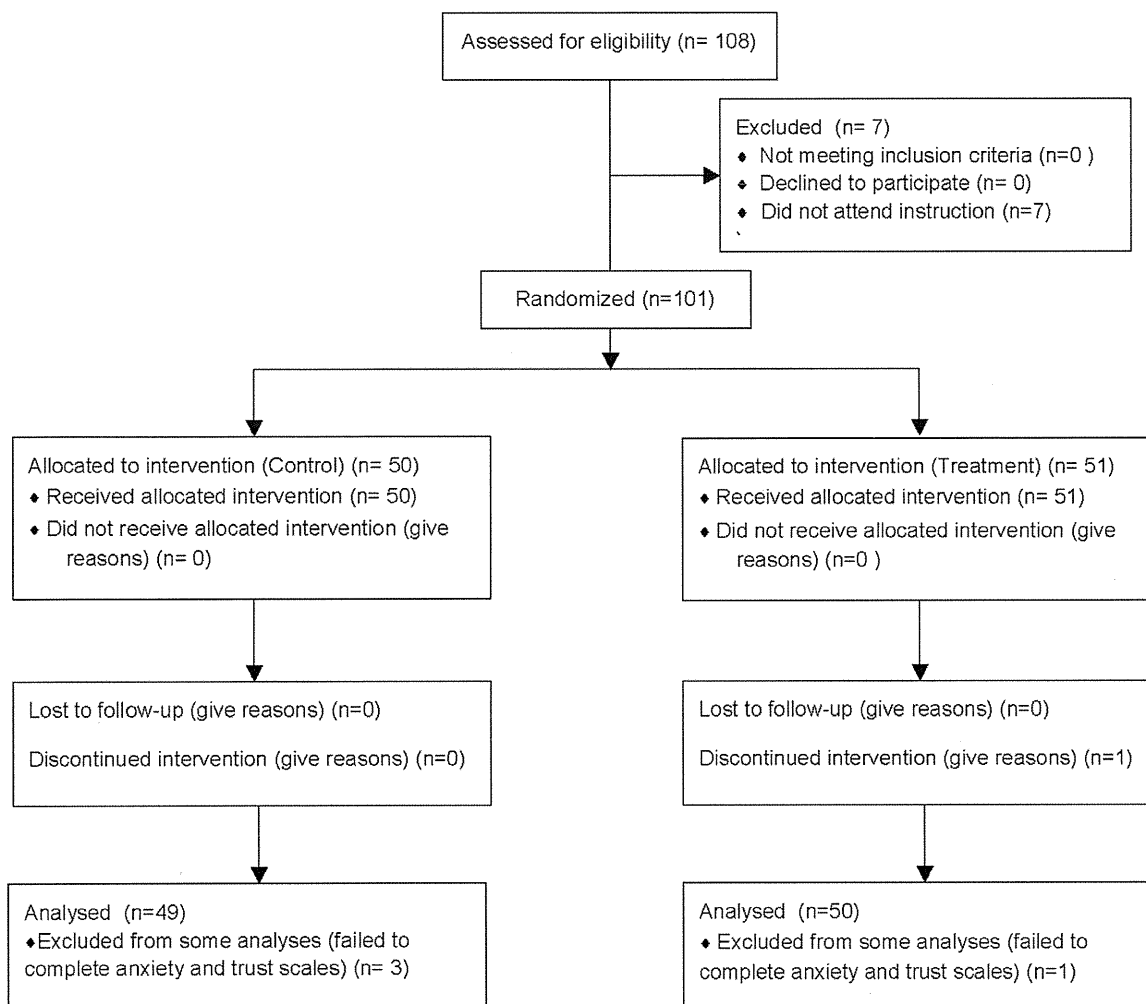 Assessed for eligibility (n= 108)
Excluded (n= 7)
♦ Not meeting inclusion criteria (n=0 )
♦ Declined to participate (n= 0)
♦ Did not attend instruction (n=7)
Randomized (n=101)
Allocated to intervention (Control) (n= 50)
♦ Received allocated intervention (n= 50)
♦ Did not receive allocated intervention (give
reasons) (n= 0)
Allocated to intervention (Treatment) (n= 51)
♦ Received allocated intervention (n= 51)
♦ Did not receive allocated intervention (give
reasons) (n=0 )
Lost to follow-up (give reasons) (n=0)
Discontinued intervention (give reasons) (n=0)
Lost to follow-up (give reasons) (n=0)
Discontinued intervention (give reasons) (n=1)
Analysed (n=49)
♦Excluded from some analyses (failed to
complete anxiety and trust scales) (n= 3)
Analysed (n=50)
♦ Excluded from some analyses (failed to
complete anxiety and trust scales) (n=1)